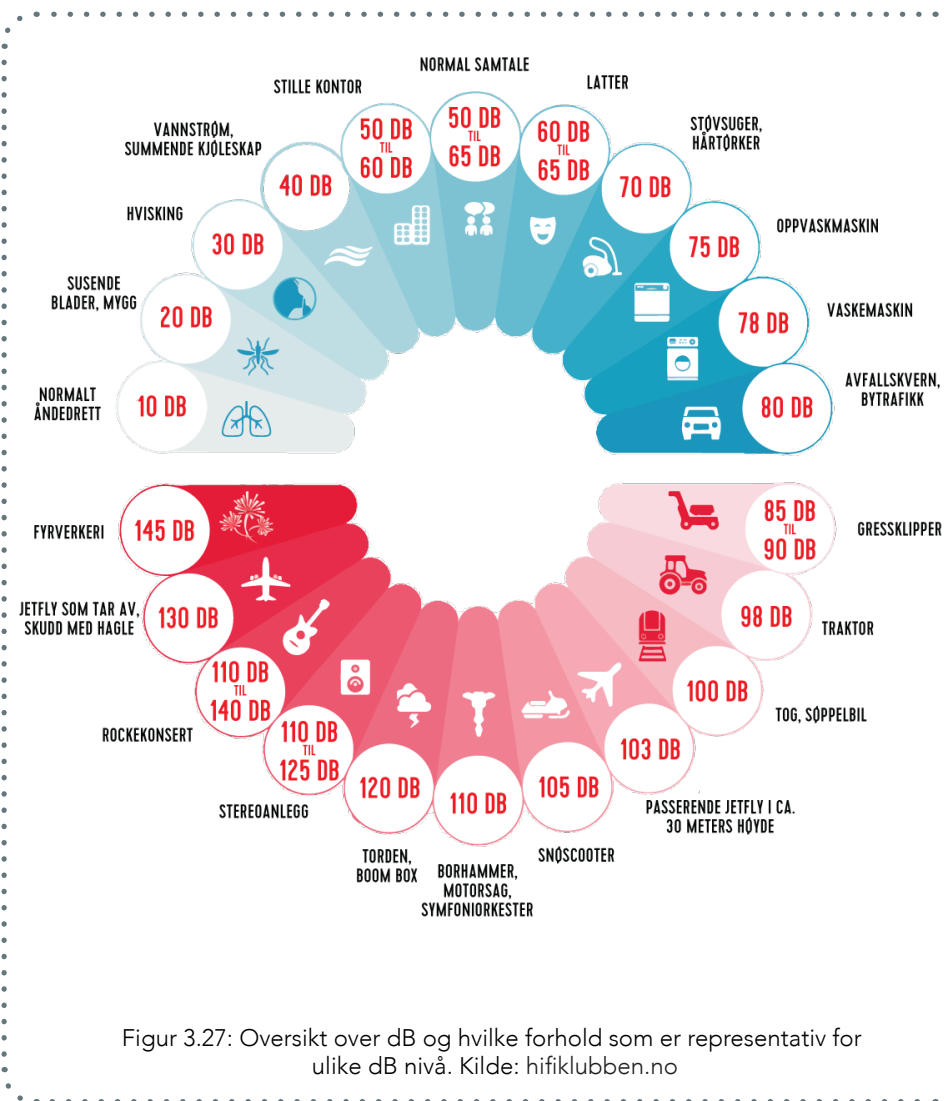 NORMALT
ÅNDEDRETT
10 DB
SUSENDE
BLADER, MYGG
20 DB
HVISKING
30 DB
VANNSTRØM,
SUMMENDE KJØLESKAP
40 DB
STILLE KONTOR
50 DB
TIL
60 DB
NORMAL SAMTALE
50 DB
TIL
65 DB
LATTER
60 DB
TIL
65 DB
STØVSUGER,
HÅRTØRKER
70 DB
OPPVASKMASKIN
75 DB
VASKEMASKIN
78 DB
AVFALLSKVERN,
BYTRAFIKK
80 DB
GRESSKLIPPER
85 DB
TIL
90 DB
TRAKTOR
98 DB
TOG, SØPPELBIL
100 DB
PASSERENDE JETFLY I CA.
30 METERS HØYDE
103 DB
SNØSCOOTER
105 DB
BORHAMMER,
MOTORSAG,
SYMFONIORKESTER
110 DB
TORDEN,
BOOM BOX
120 DB
STEREOANLEGG
110 DB
TIL
125 DB
ROCKEKONSERT
110 DB
TIL
140 DB
JETFLY SOM TAR AV,
SKUDD MED HAGLE
130 DB
FYRVERKERI
145 DB
Figur 3.27: Oversikt over dB og hvilke forhold som er representativ for
ulike dB nivå. Kilde: hifiklubben.no